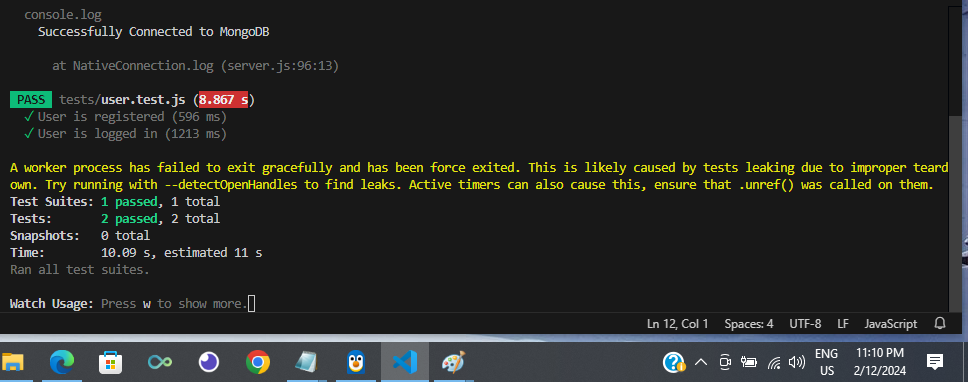 console.log
Successfully Connected to MongoDB
at NativeConnection.log (server.js:96:13)
PASS tests/user.test.js (8.867 s)
✓ User is registered (596 ms)
✓ User is logged in (1213 ms)
A worker process has failed to exit gracefully and has been force exited. This is likely caused by tests leaking due to improper teard
own. Try running with --detectOpenHandles to find leaks. Active timers can also cause this, ensure that .unref() was called on them.
Test Suites: 1 passed, 1 total
Tests: 2 passed, 2 total
Snapshots: 0 total
Time: 10.09 s, estimated 11 s
Ran all test suites.
Watch Usage: Press w to show more.
Ln 12, Col 1 Spaces: 4 UTF-8 LF JavaScript
ENG 11:10 PM
US 2/12/2024